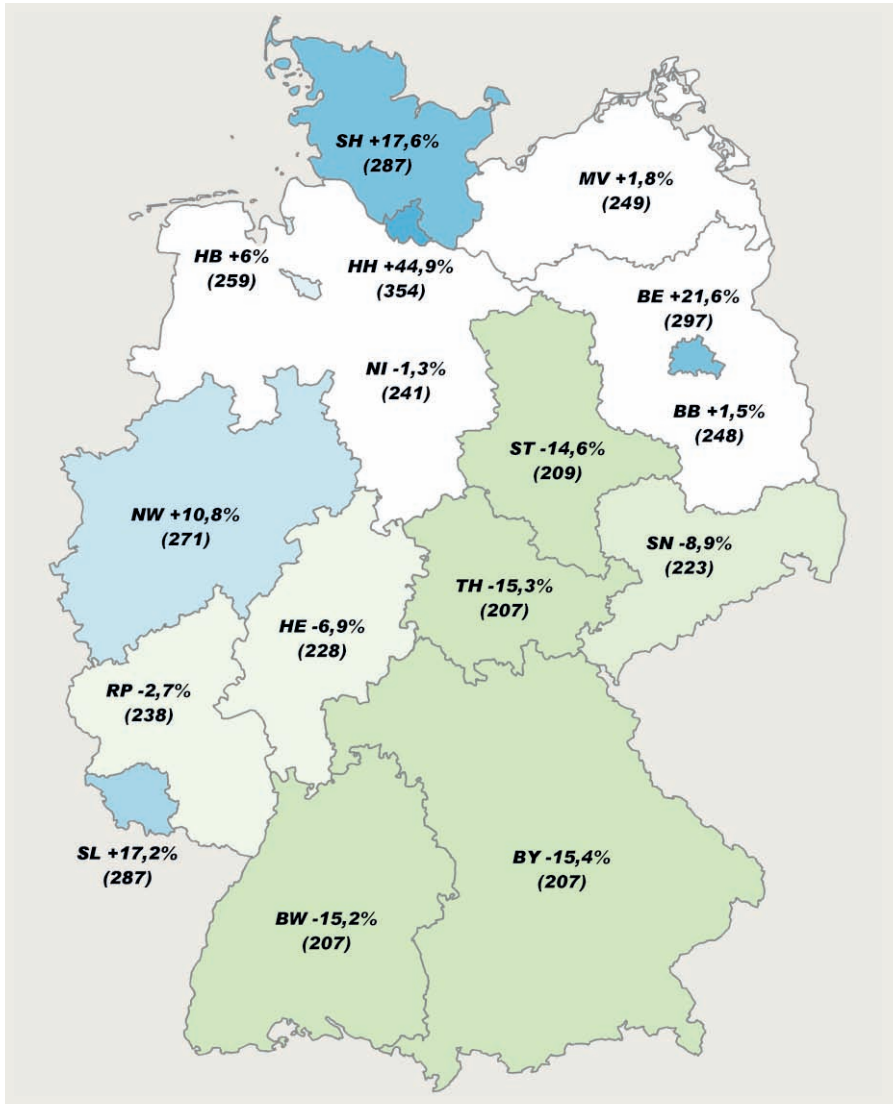 SH +17,6%
(287)
MV +1,8%
(249)
HB +6%
(259)
HH +44,9%
(354)
BE +21,6%
(297)
NI -1,3%
(241)
BB +1,5%
(248)
ST -14,6%
(209)
NW +10,8%
(271)
SN -8,9%
(223)
TH -15,3%
(207)
HE -6,9%
(228)
RP -2,7%
(238)
SL +17,2%
(287)
BY -15,4%
(207)
BW -15,2%
(207)